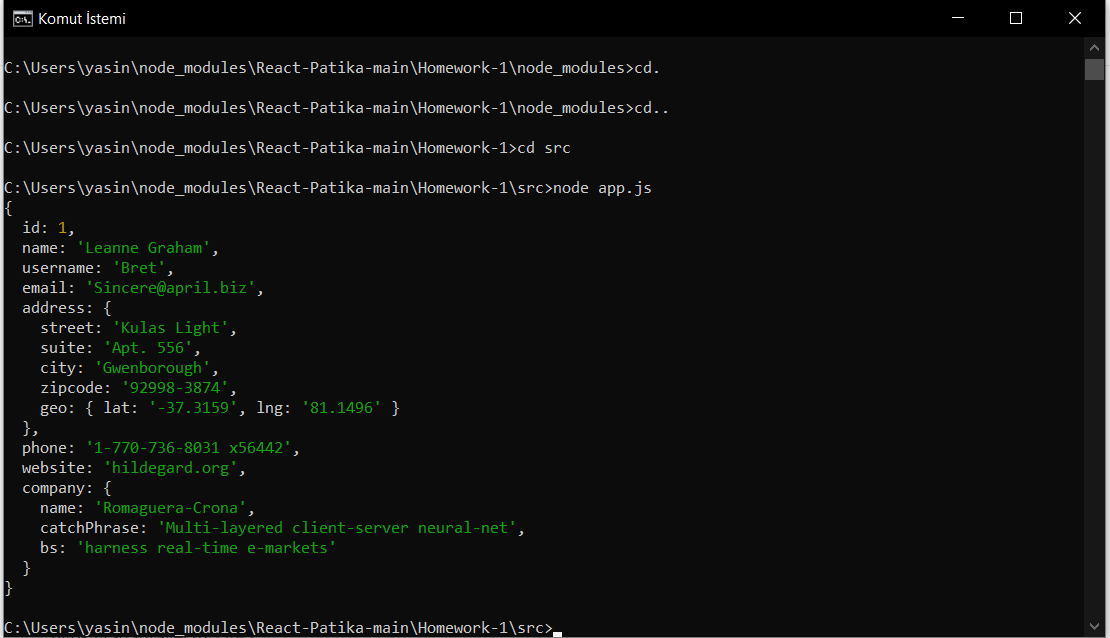 Komut İstemi
C:\Users\yasin\node_modules\React-Patika-main\Homework-1\node_modules>cd.
C:\Users\yasin\node_modules\React-Patika-main\Homework-1\node_modules>cd..
C:\Users\yasin\node_modules\React-Patika-main\Homework-1>cd src
C:\Users\yasin\node_modules\React-Patika-main\Homework-1\src>node app.js
{
  id: 1,
  name: 'Leanne Graham',
  username: 'Bret',
  email: 'Sincere@april.biz',
  address: {
    street: 'Kulas Light',
    suite: 'Apt. 556',
    city: 'Gwenborough',
    zipcode: '92998-3874',
    geo: { lat: '-37.3159', lng: '81.1496' }
  },
  phone: '1-770-736-8031 x56442',
  website: 'hildegard.org',
  company: {
    name: 'Romaguera-Crona',
    catchPhrase: 'Multi-layered client-server neural-net',
    bs: 'harness real-time e-markets'
  }
}
C:\Users\yasin\node_modules\React-Patika-main\Homework-1\src>